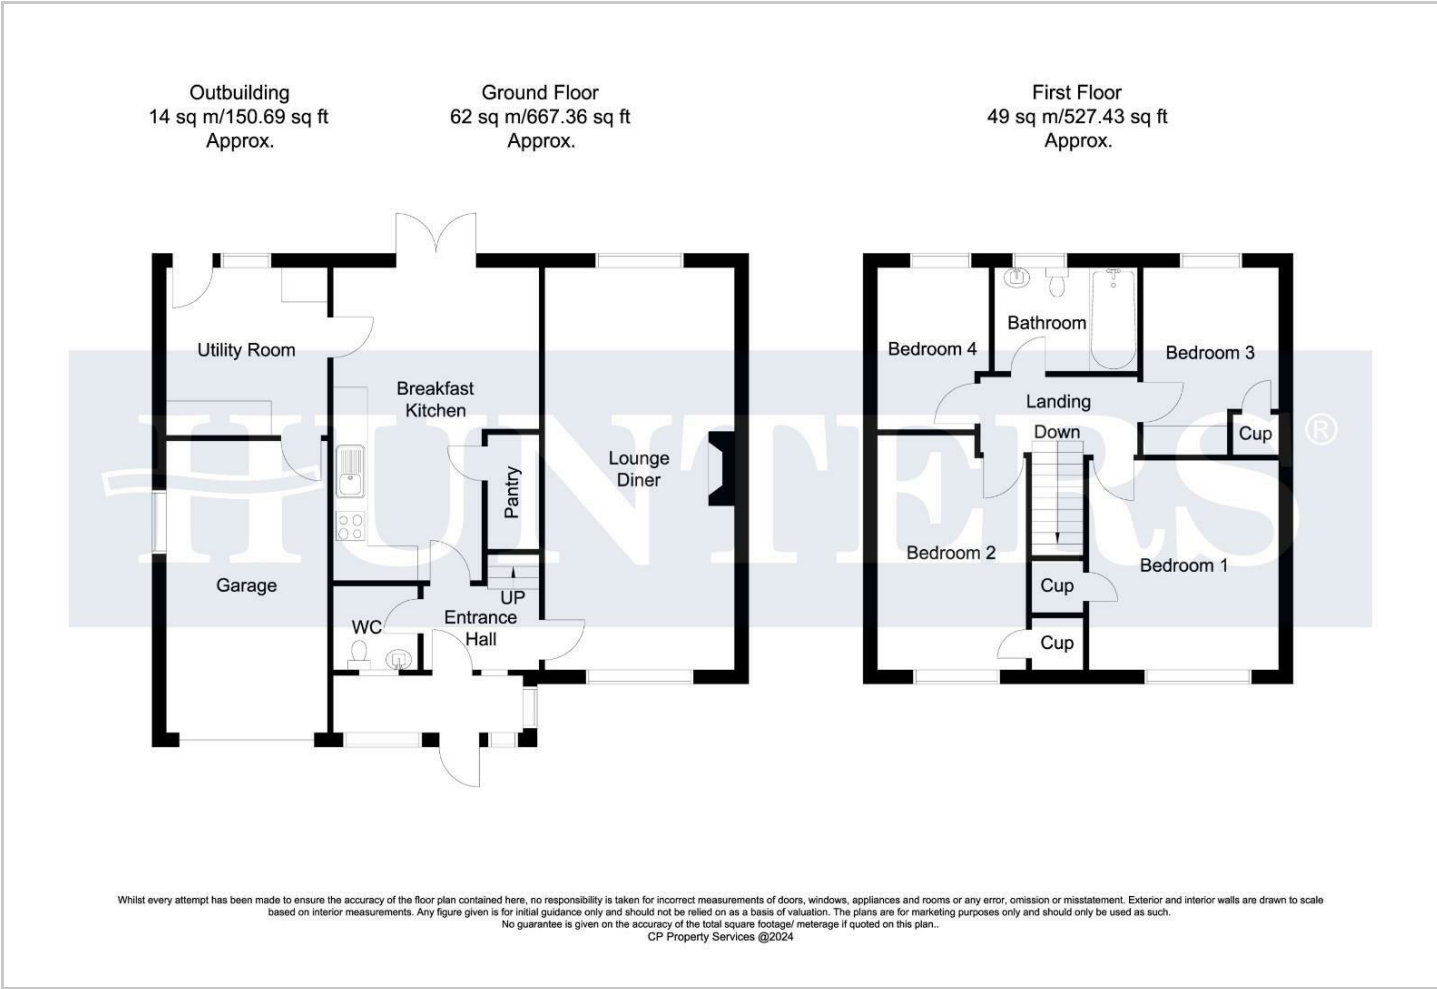 Outbuilding
14 sq m/150.69 sq ft
Approx.
Ground Floor
62 sq m/667.36 sq ft
Approx.
First Floor
49 sq m/527.43 sq ft
Approx.
Utility Room
Breakfast
Kitchen
Pantry
Lounge
Diner
Garage
WC
UP
Entrance
Hall
Bedroom 4
Bathroom
Bedroom 3
Landing
Down
Cup
Bedroom 2
Bedroom 1
Cup
Cup
HUNTERS®
Whilst every attempt has been made to ensure the accuracy of the floor plan contained here, no responsibility is taken for incorrect measurements of doors, windows, appliances and rooms or any error, omission or misstatement. Exterior and interior walls are drawn to scale
based on interior measurements. Any figure given is for initial guidance only and should not be relied on as a basis of valuation. The plans are for marketing purposes only and should only be used as such.
No guarantee is given on the accuracy of the total square footage/ meterage if quoted on this plan..
CP Property Services @2024